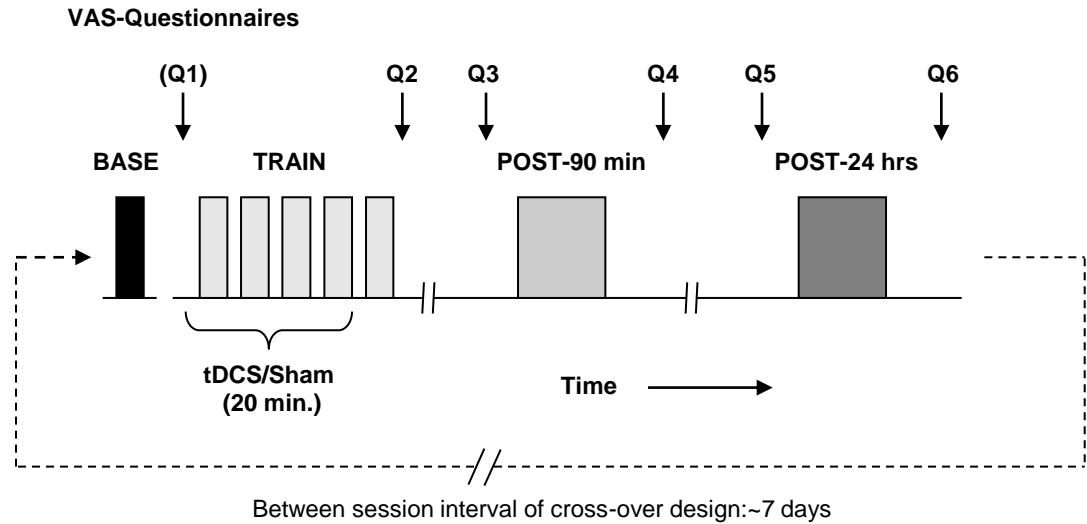 VAS-Questionnaires
(Q1) Q2 Q3 Q4 Q5 Q6
BASE TRAIN POST-90 min POST-24 hrs
tDCS/Sham
(20 min.)
Time
Between session interval of cross-over design:~7 days